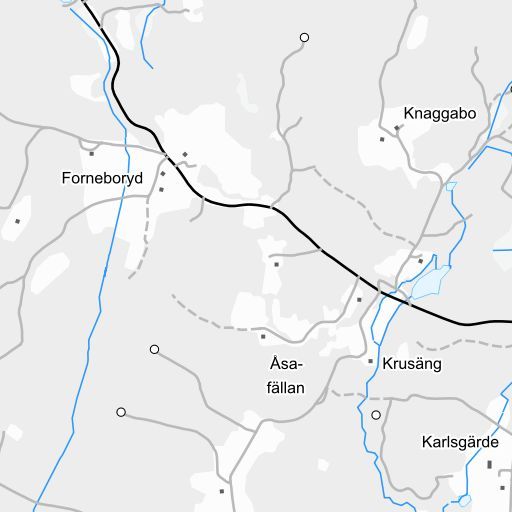 Knaggabo
Forneboryd
Åsa-
fällan
Krusäng
Karlsgärde